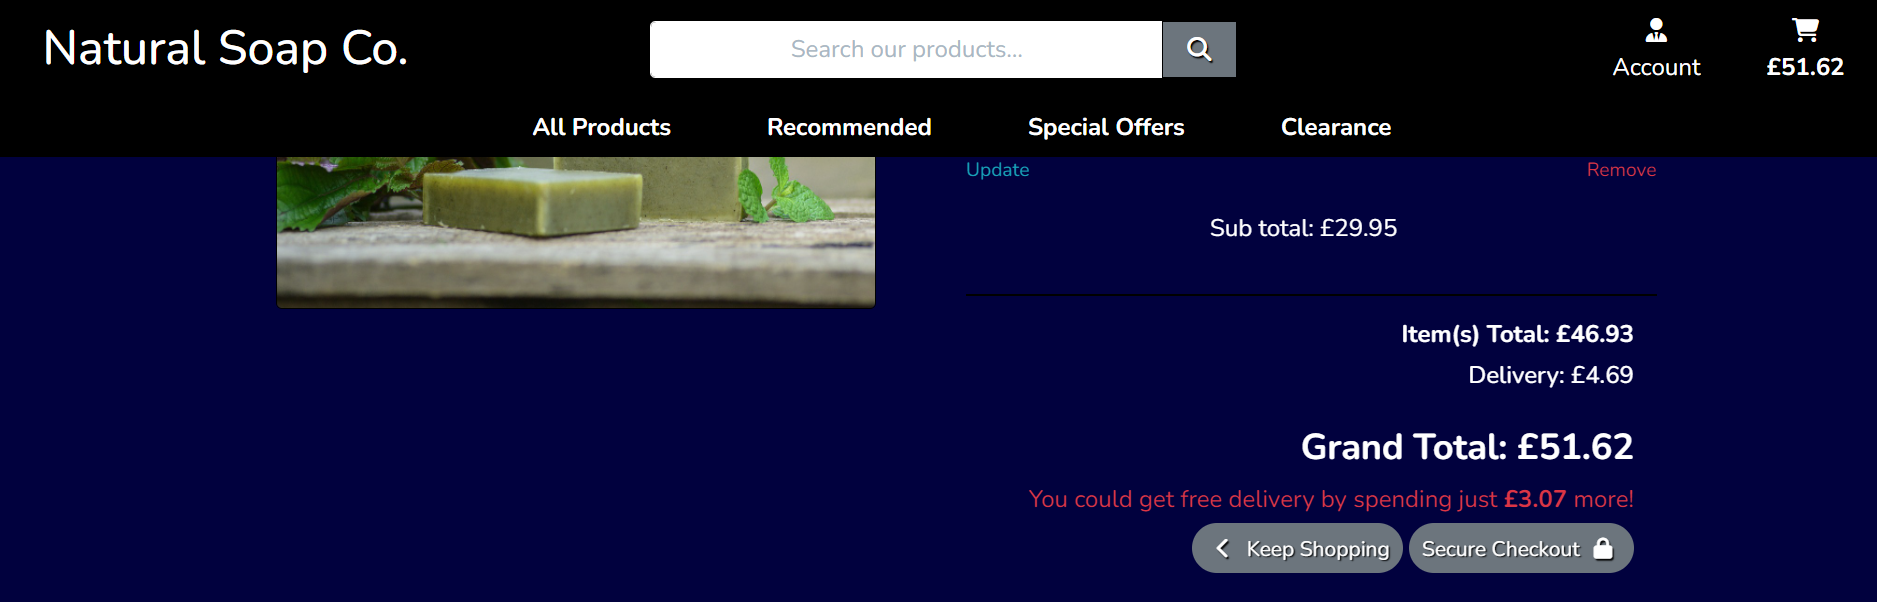 Natural Soap Co.
Search our products...
Account
£51.62
All Products
Recommended
Special Offers
Clearance
Update
Remove
Sub total: £29.95
Item(s) Total: £46.93
Delivery: £4.69
Grand Total: £51.62
You could get free delivery by spending just £3.07 more!
Keep Shopping
Secure Checkout